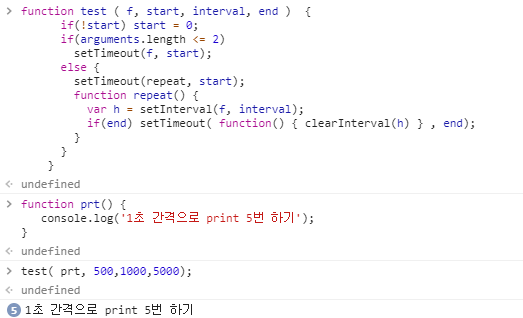 > function test ( f, start, interval, end )  {
        if(!start) start = 0;
        if(arguments.length <= 2)
          setTimeout(f, start);
        else {
          setTimeout(repeat, start);
          function repeat() {
            var h = setInterval(f, interval);
            if(end) setTimeout( function() { clearInterval(h) } , end);
          }
        }
      }
< undefined
> function prt() {
     console.log('1초 간격으로 print 5번 하기');
  }
< undefined
> test( prt, 500,1000,5000);
< undefined
5 1초 간격으로 print 5번 하기